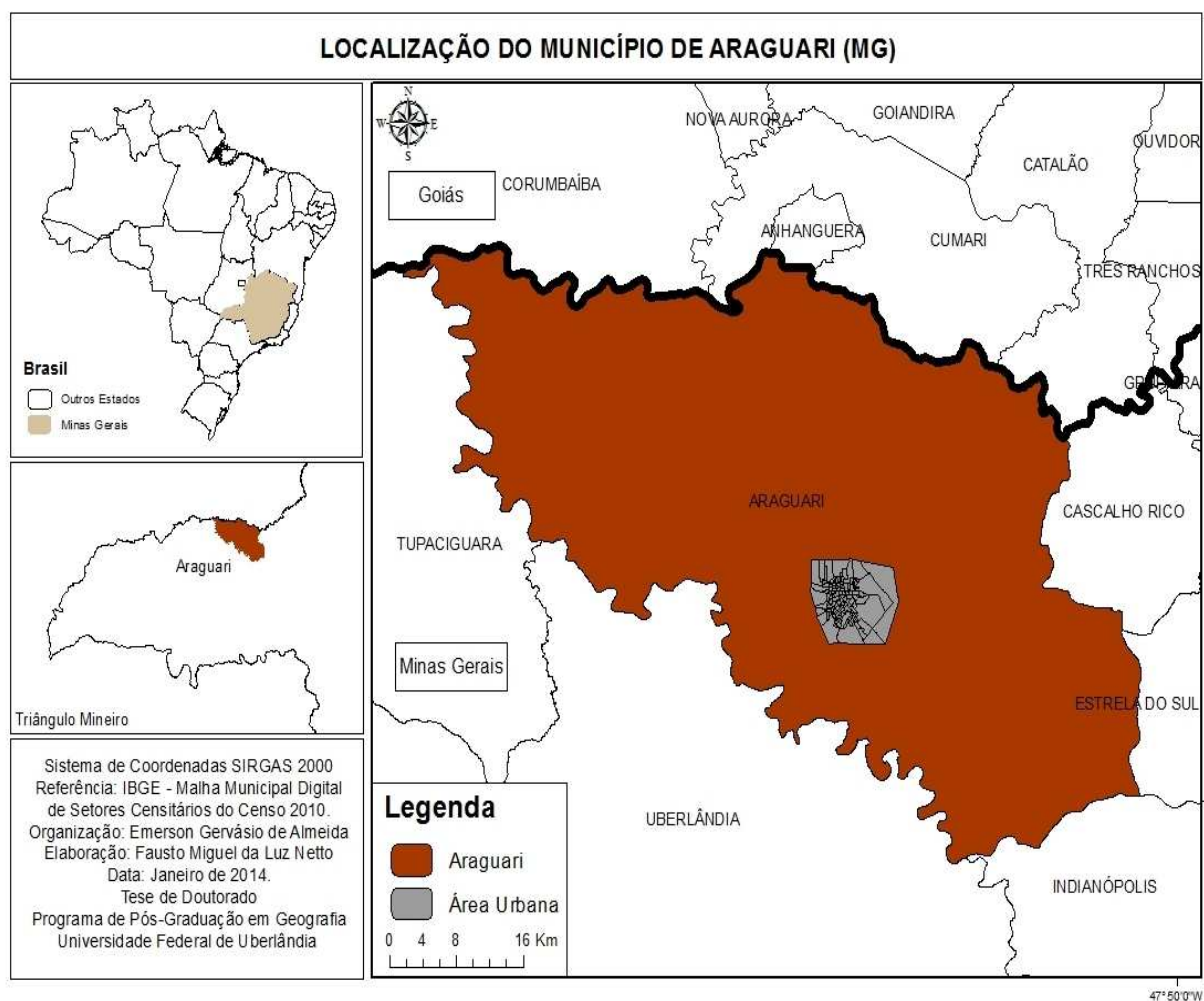 LOCALIZAÇÃO DO MUNICÍPIO DE ARAGUARI (MG)
Brasil
Outros Estados
Minas Gerais
Araguari
Triângulo Mineiro
Sistema de Coordenadas SIRGAS 2000
Referência: IBGE - Malha Municipal Digital
de Setores Censitários do Censo 2010.
Organização: Emerson Gervásio de Almeida
Elaboração: Fausto Miguel da Luz Netto
Data: Janeiro de 2014.
Tese de Doutorado
Programa de Pós-Graduação em Geografia
Universidade Federal de Uberlândia
N
W E
S
NOVA AURORA
GOIANDIRA
OUVIDOR
CATALÃO
Goiás
CORUMBAÍBA
ANHANGUERA
CUMARI
TRÊS RANCHOS
ARAGUARI
CASCALHO RICO
TUPACIGUARA
Minas Gerais
ESTRELA DO SUL
UBERLÂNDIA
INDIANÓPOLIS
Legenda
Araguari
Área Urbana
0 4 8 16 Km
47°50'0"W